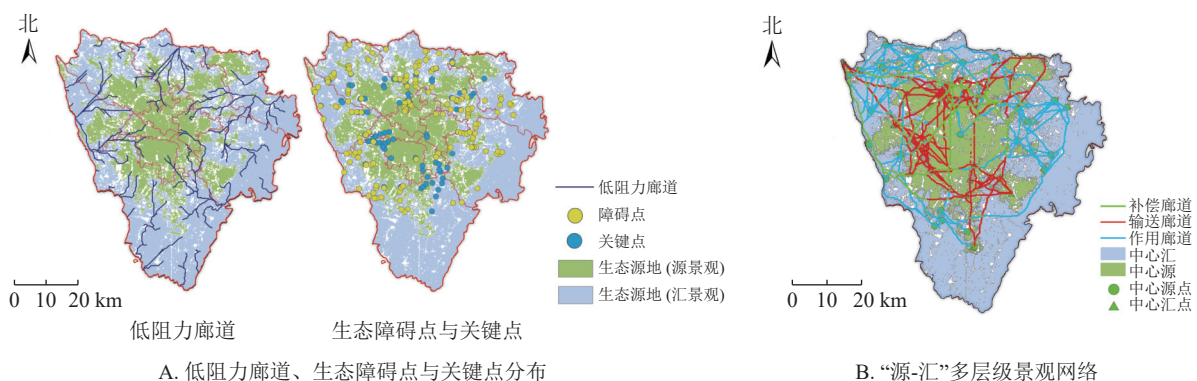 北
0 10 20 km
低阻力廊道
生态障碍点与关键点
低阻力廊道
障碍点
关键点
生态源地 (源景观)
生态源地 (汇景观)
A. 低阻力廊道、生态障碍点与关键点分布
北
0 10 20 km
补偿廊道
输送廊道
作用廊道
中心汇
中心源
中心源点
中心汇点
B. “源-汇”多层级景观网络